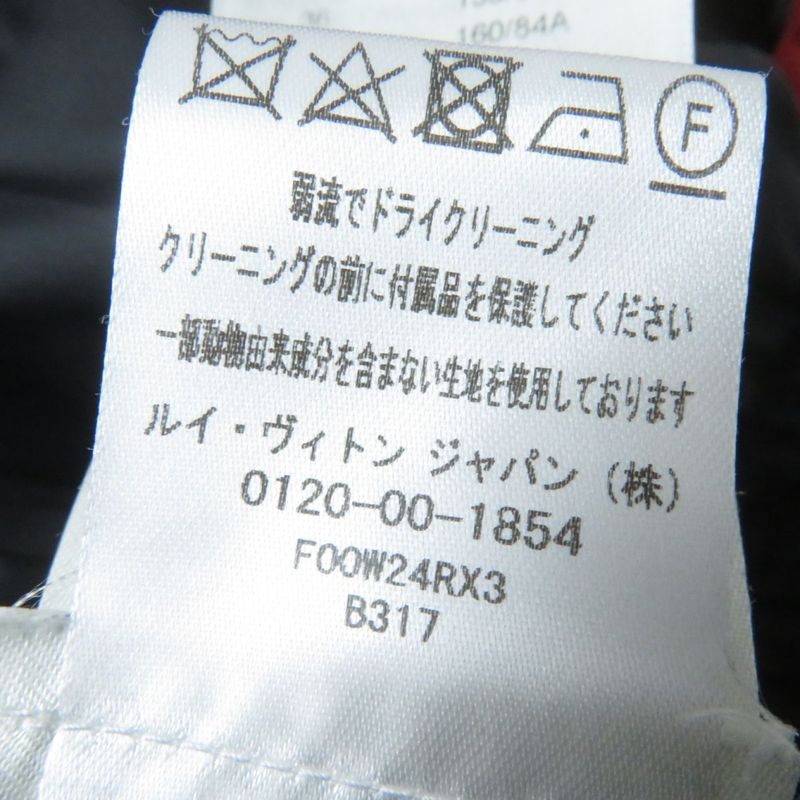 36
160/84A
F
弱流でドライクリーニング
クリーニングの前に付属品を保護してください
一部動物由来成分を含まない生地を使用しております
ルイ・ヴィトン ジャパン (株)
0120-00-1854
F00W24RX3
B317